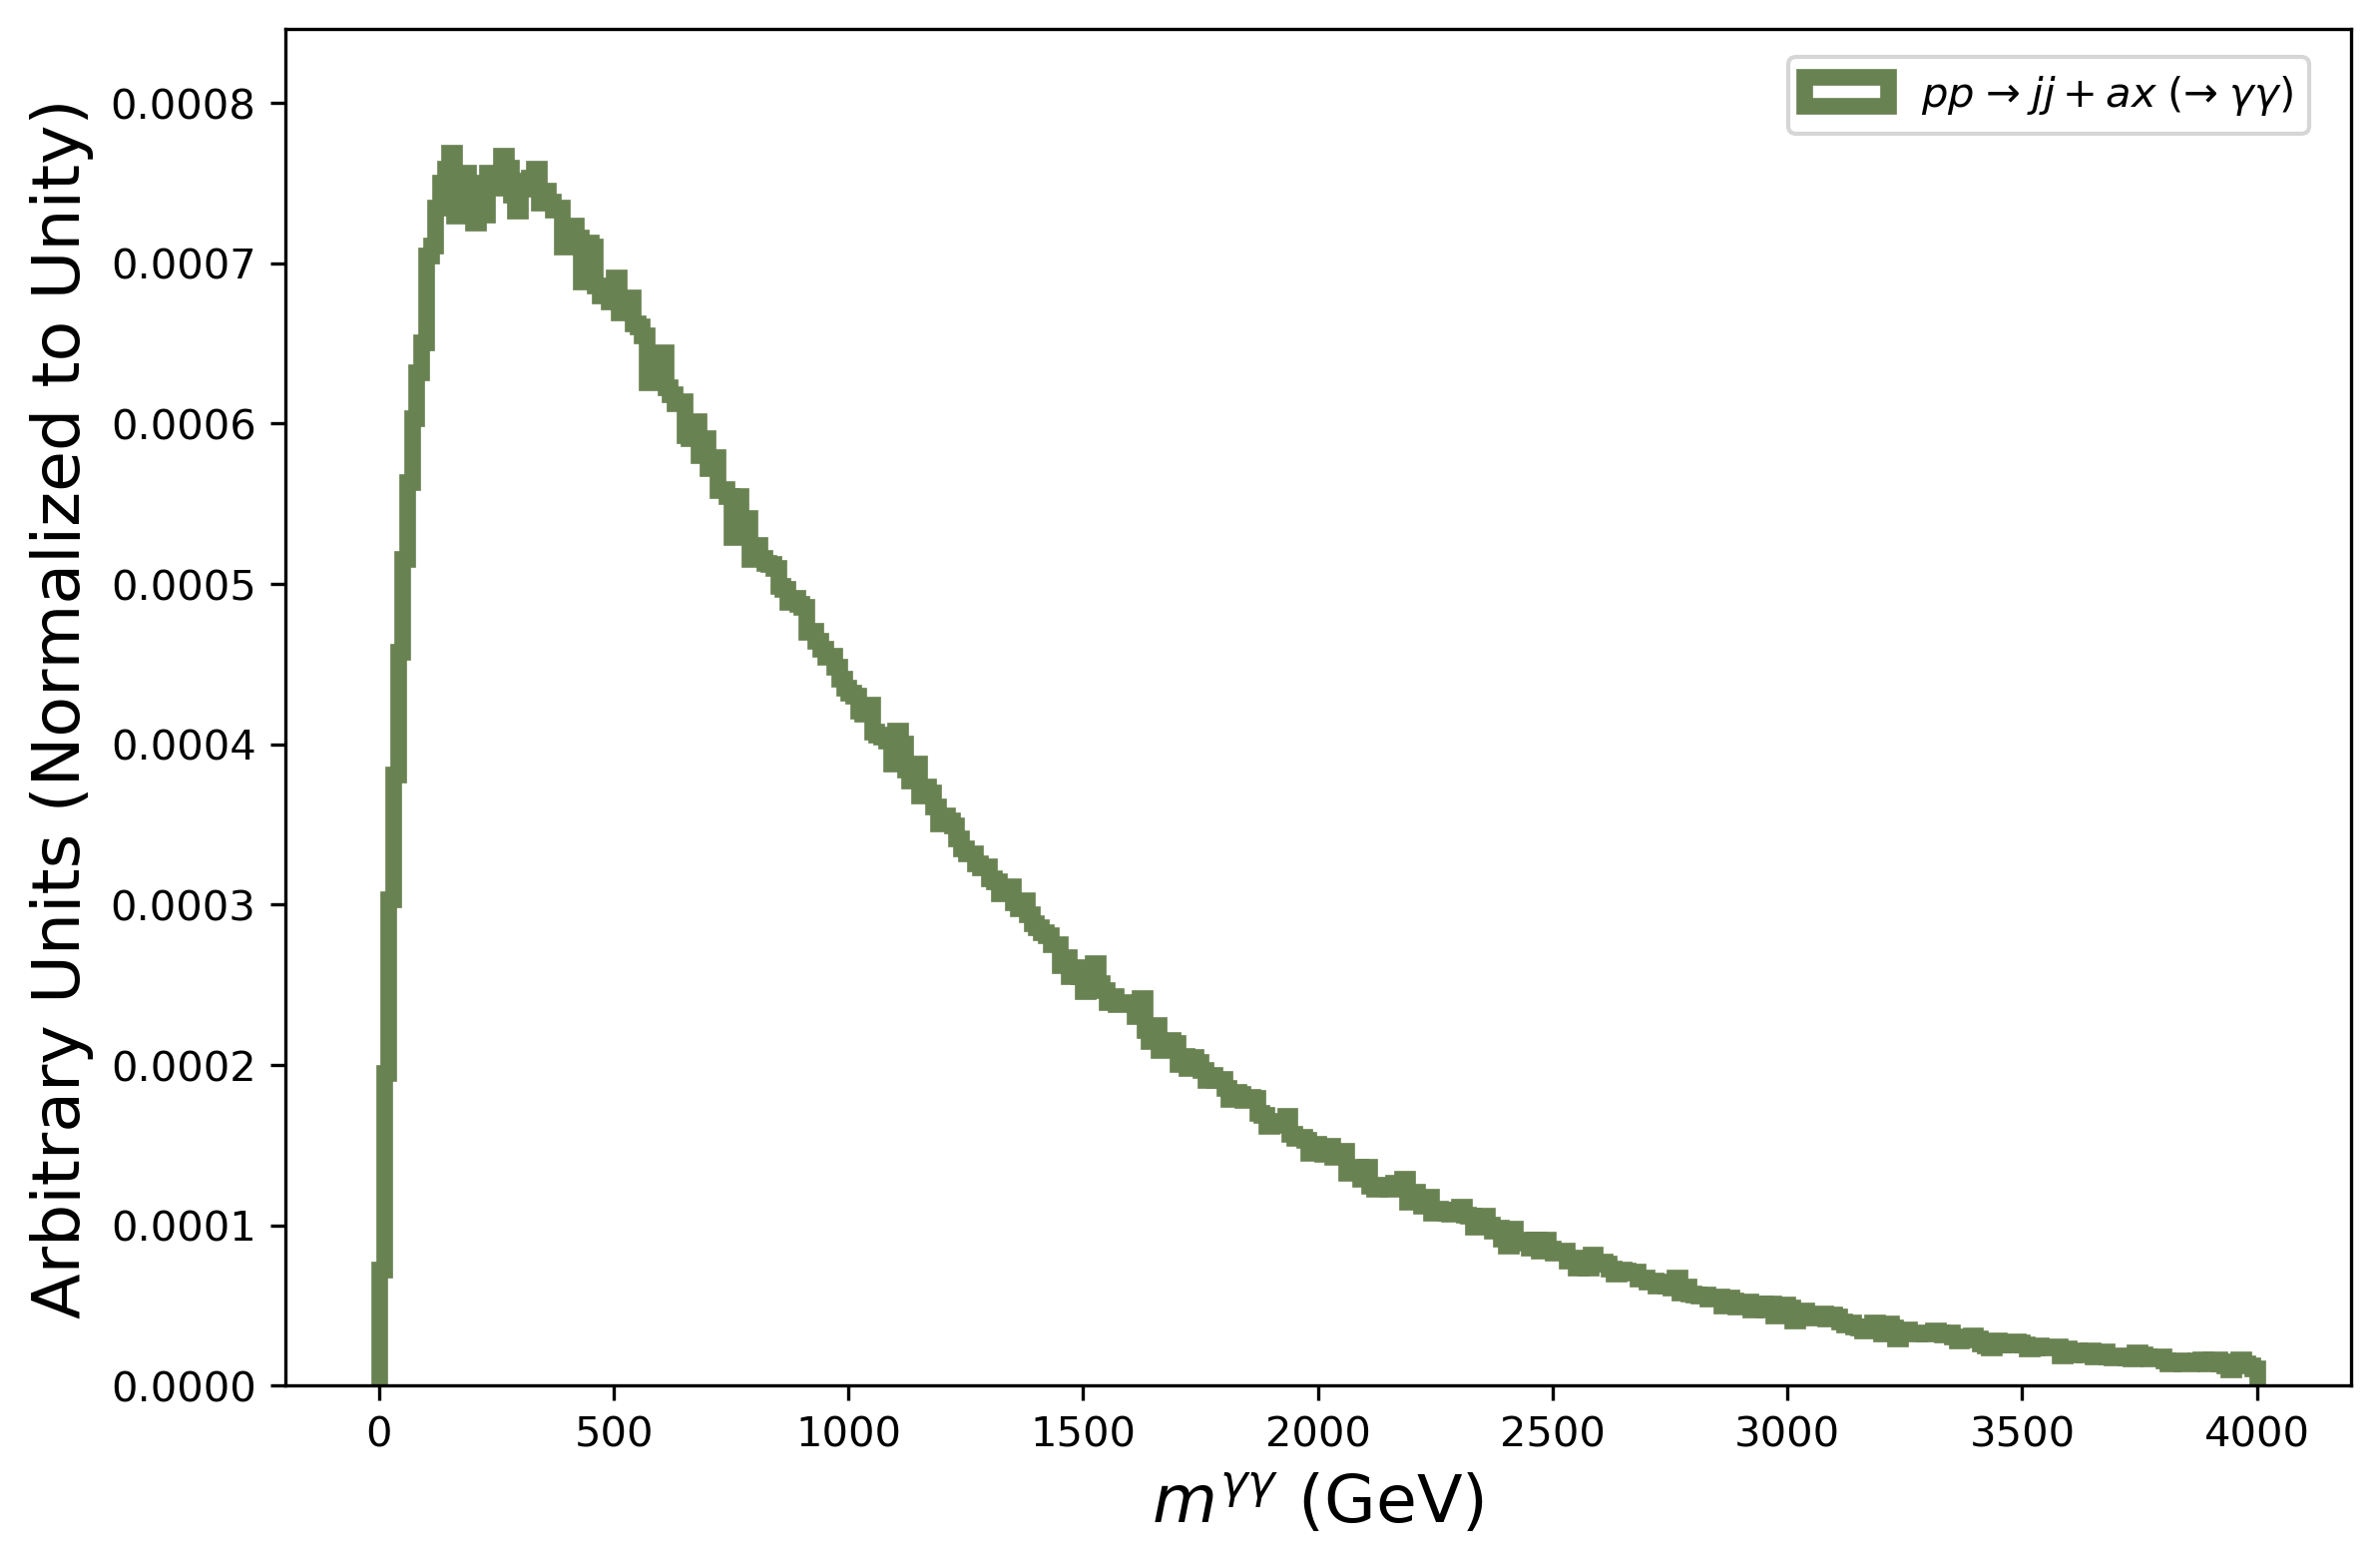 Arbitrary Units (Normalized to Unity)
0.0008
0.0007
0.0006
0.0005
0.0004
0.0003
0.0002
0.0001
0.0000
pp → jj + ax (→ γγ)
0 500 1000 1500 2000 2500 3000 3500 4000
m^γγ (GeV)